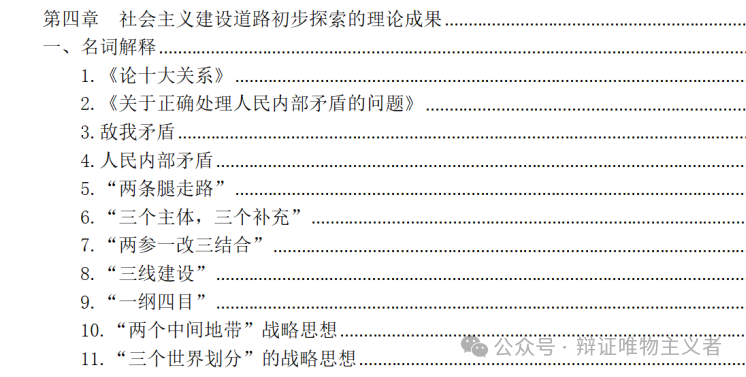 第四章 社会主义建设道路初步探索的理论成果
一、名词解释
1.《论十大关系》
2.《关于正确处理人民内部矛盾的问题》
3.敌我矛盾
4.人民内部矛盾
5.“两条腿走路”
6.“三个主体，三个补充”
7.“两参一改三结合”
8.“三线建设”
9.“一纲四目”
10.“两个中间地带”战略思想
11.“三个世界划分”的战略思想
公众号·辩证唯物主义者